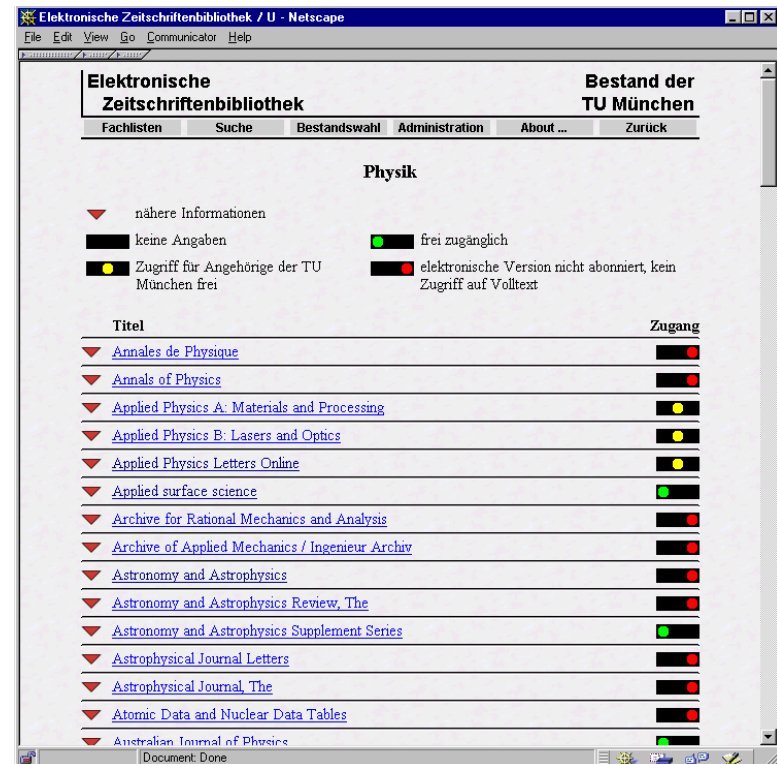 Elektronische Zeitschriftenbibliothek / U - Netscape
File Edit View Go Communicator Help
Elektronische Zeitschriftenbibliothek
Bestand der TU München
Fachlisten Suche Bestandswahl Administration About ... Zurück
Physik
nähere Informationen
keine Angaben
frei zugänglich
Zugriff für Angehörige der TU
München frei
elektronische Version nicht abonniert, kein
Zugriff auf Volltext
Titel Zugang
Annales de Physique
Annals of Physics
Applied Physics A: Materials and Processing
Applied Physics B: Lasers and Optics
Applied Physics Letters Online
Applied surface science
Archive for Rational Mechanics and Analysis
Archive of Applied Mechanics / Ingenieur Archiv
Astronomy and Astrophysics
Astronomy and Astrophysics Review, The
Astronomy and Astrophysics Supplement Series
Astrophysical Journal Letters
Astrophysical Journal, The
Atomic Data and Nuclear Data Tables
Australian Journal of Physics
Document: Done